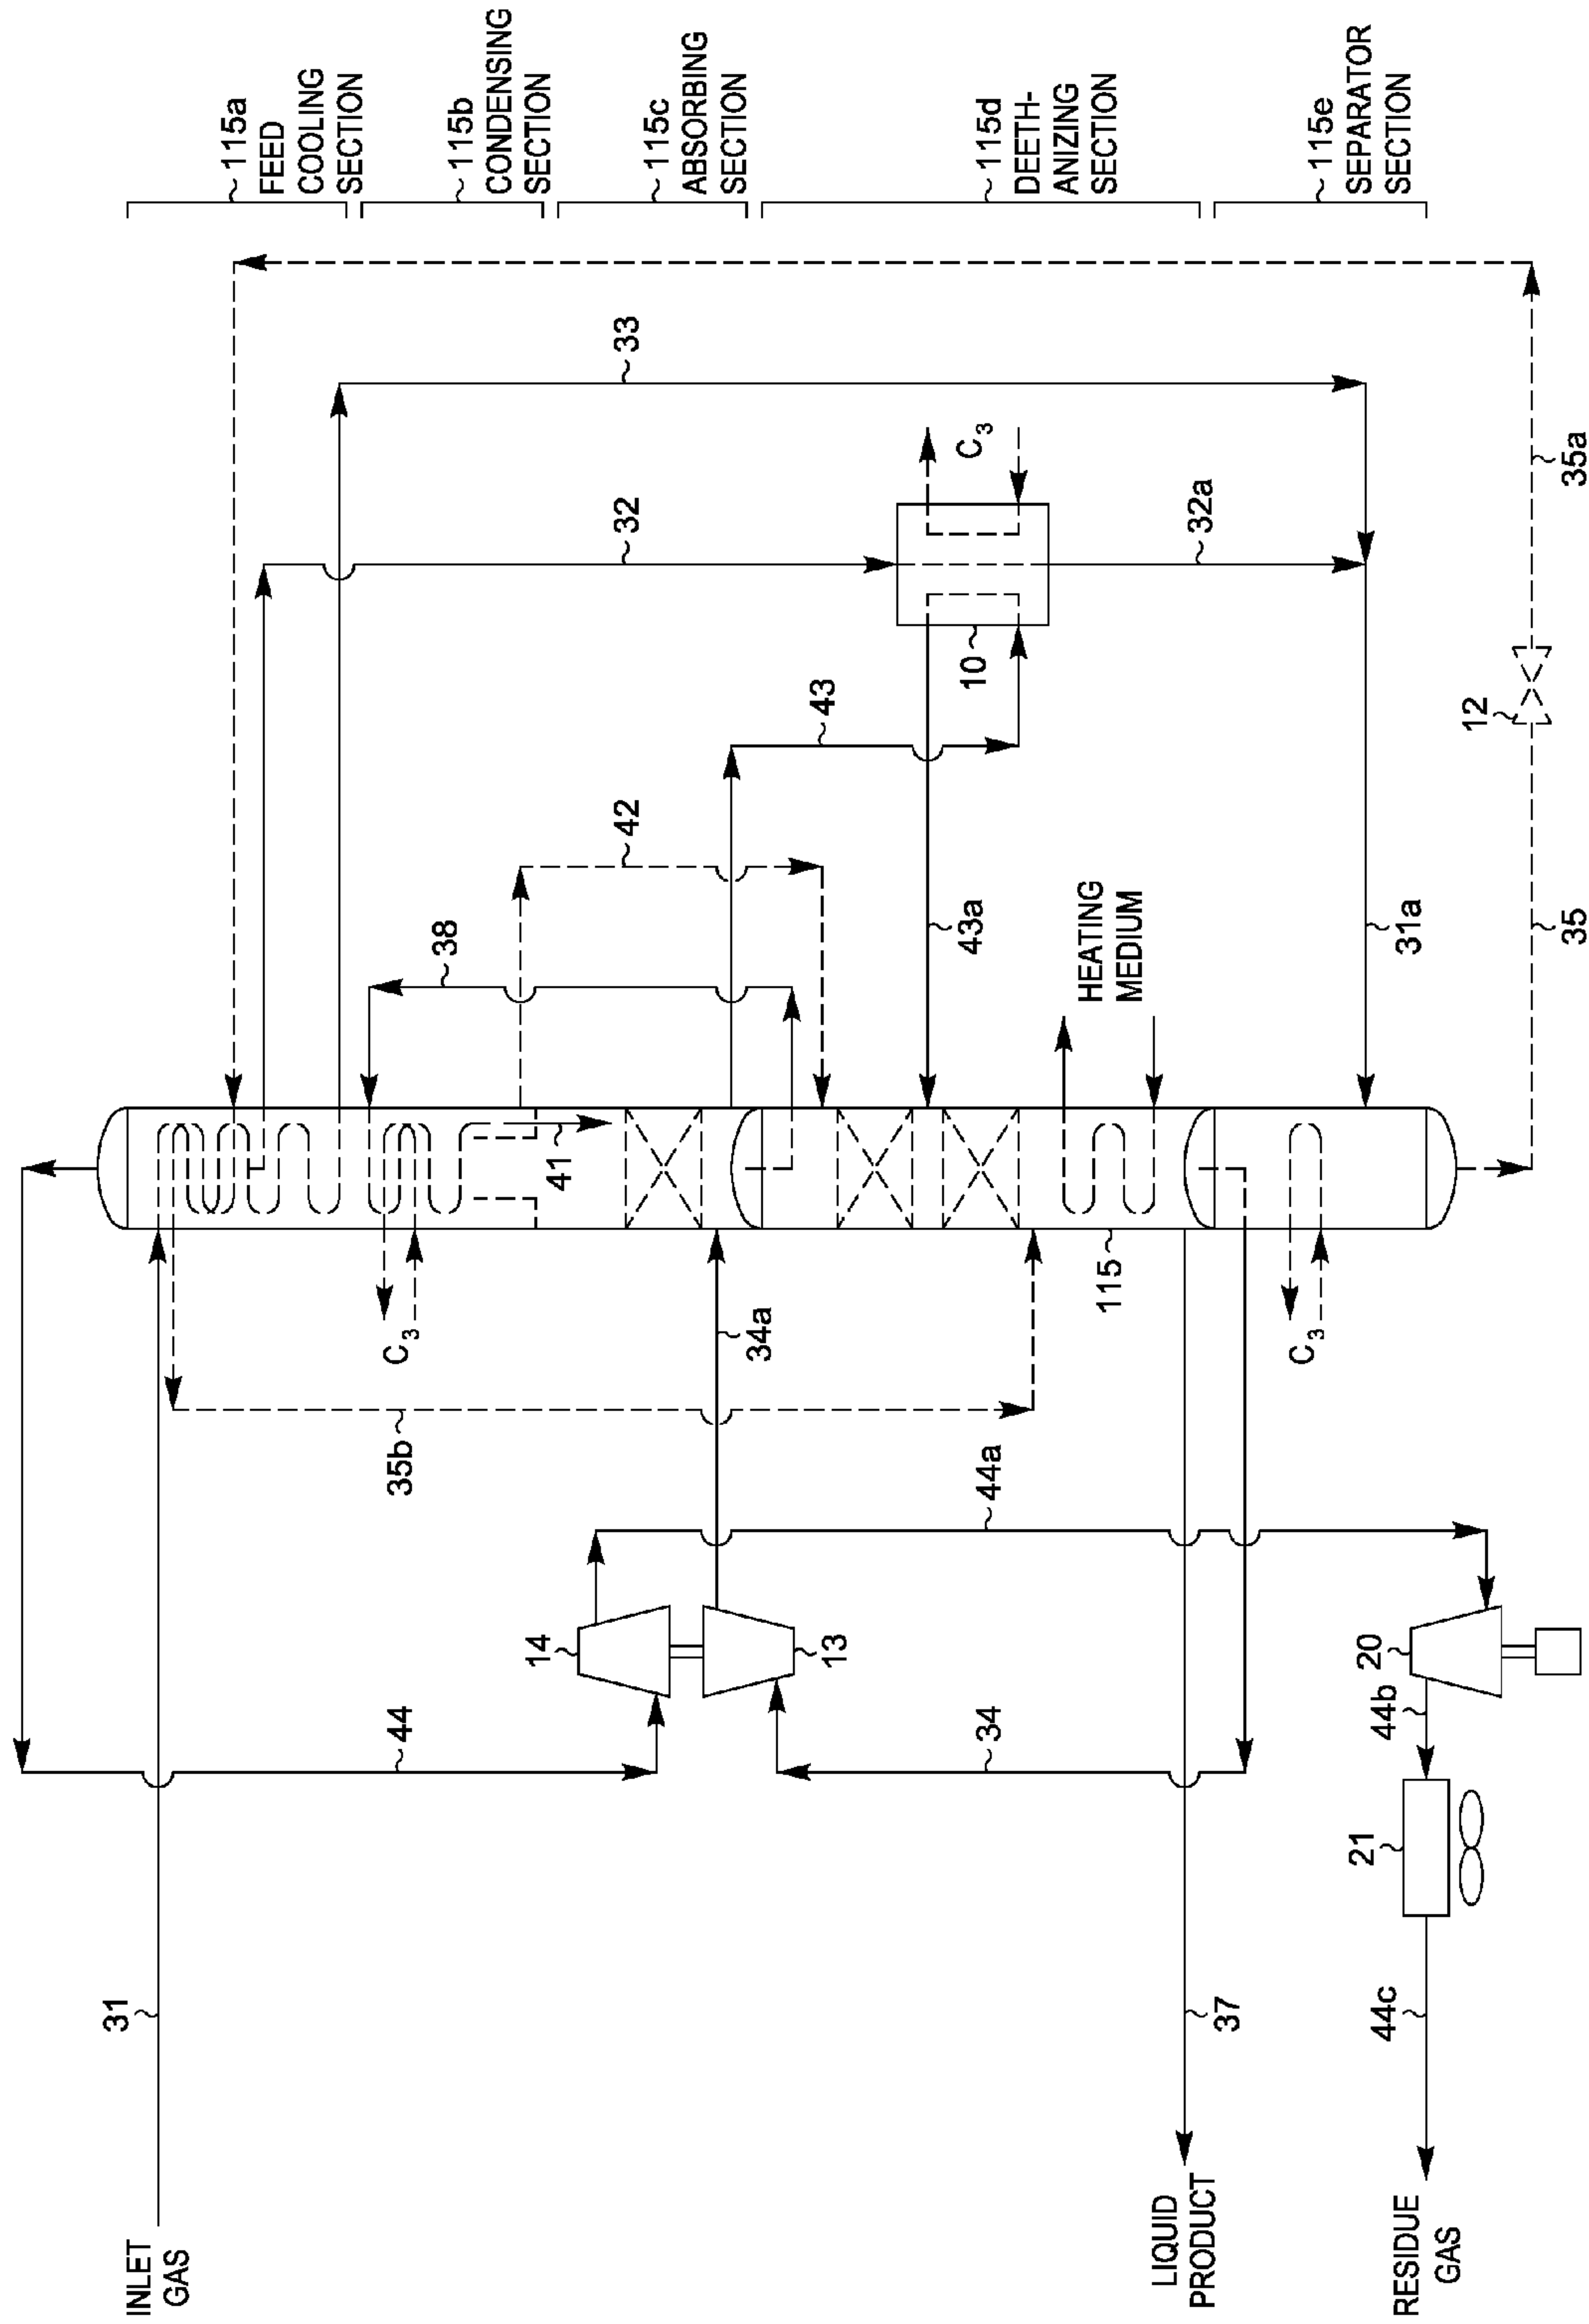 115a
FEED
COOLING
SECTION
115b
CONDENSING
SECTION
115c
ABSORBING
SECTION
115d
DEETH-
ANIZING
SECTION
115e
SEPARATOR
SECTION
33
32
C3
32a
10
43
42
12
35a
38
43a
HEATING
MEDIUM
31a
35
41
115
C3
34a
C3
35b
44a
14
13
20
44b
44
34
21
31
37
44c
INLET
GAS
LIQUID
PRODUCT
RESIDUE
GAS